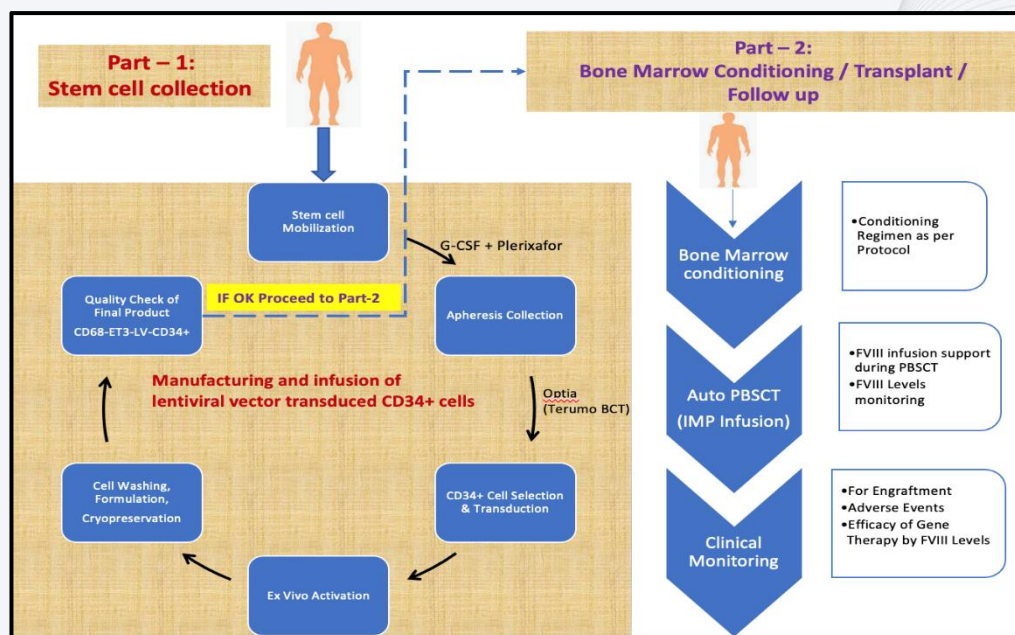 Part – 1:
Stem cell collection
Part – 2:
Bone Marrow Conditioning / Transplant /
Follow up
Stem cell
Mobilization
G-CSF + Plerixafor
Apheresis Collection
Optia
(Terumo BCT)
CD34+ Cell Selection
& Transduction
Ex Vivo Activation
Cell Washing,
Formulation,
Cryopreservation
Quality Check of
Final Product
CD68-ET3-LV-CD34+
IF OK Proceed to Part-2
Manufacturing and infusion of
lentiviral vector transduced CD34+ cells
Bone Marrow
conditioning
•Conditioning
Regimen as per
Protocol
Auto PBSCT
(IMP Infusion)
•FVIII infusion support
during PBSCT
•FVIII Levels
monitoring
Clinical
Monitoring
•For Engraftment
•Adverse Events
•Efficacy of Gene
Therapy by FVIII Levels